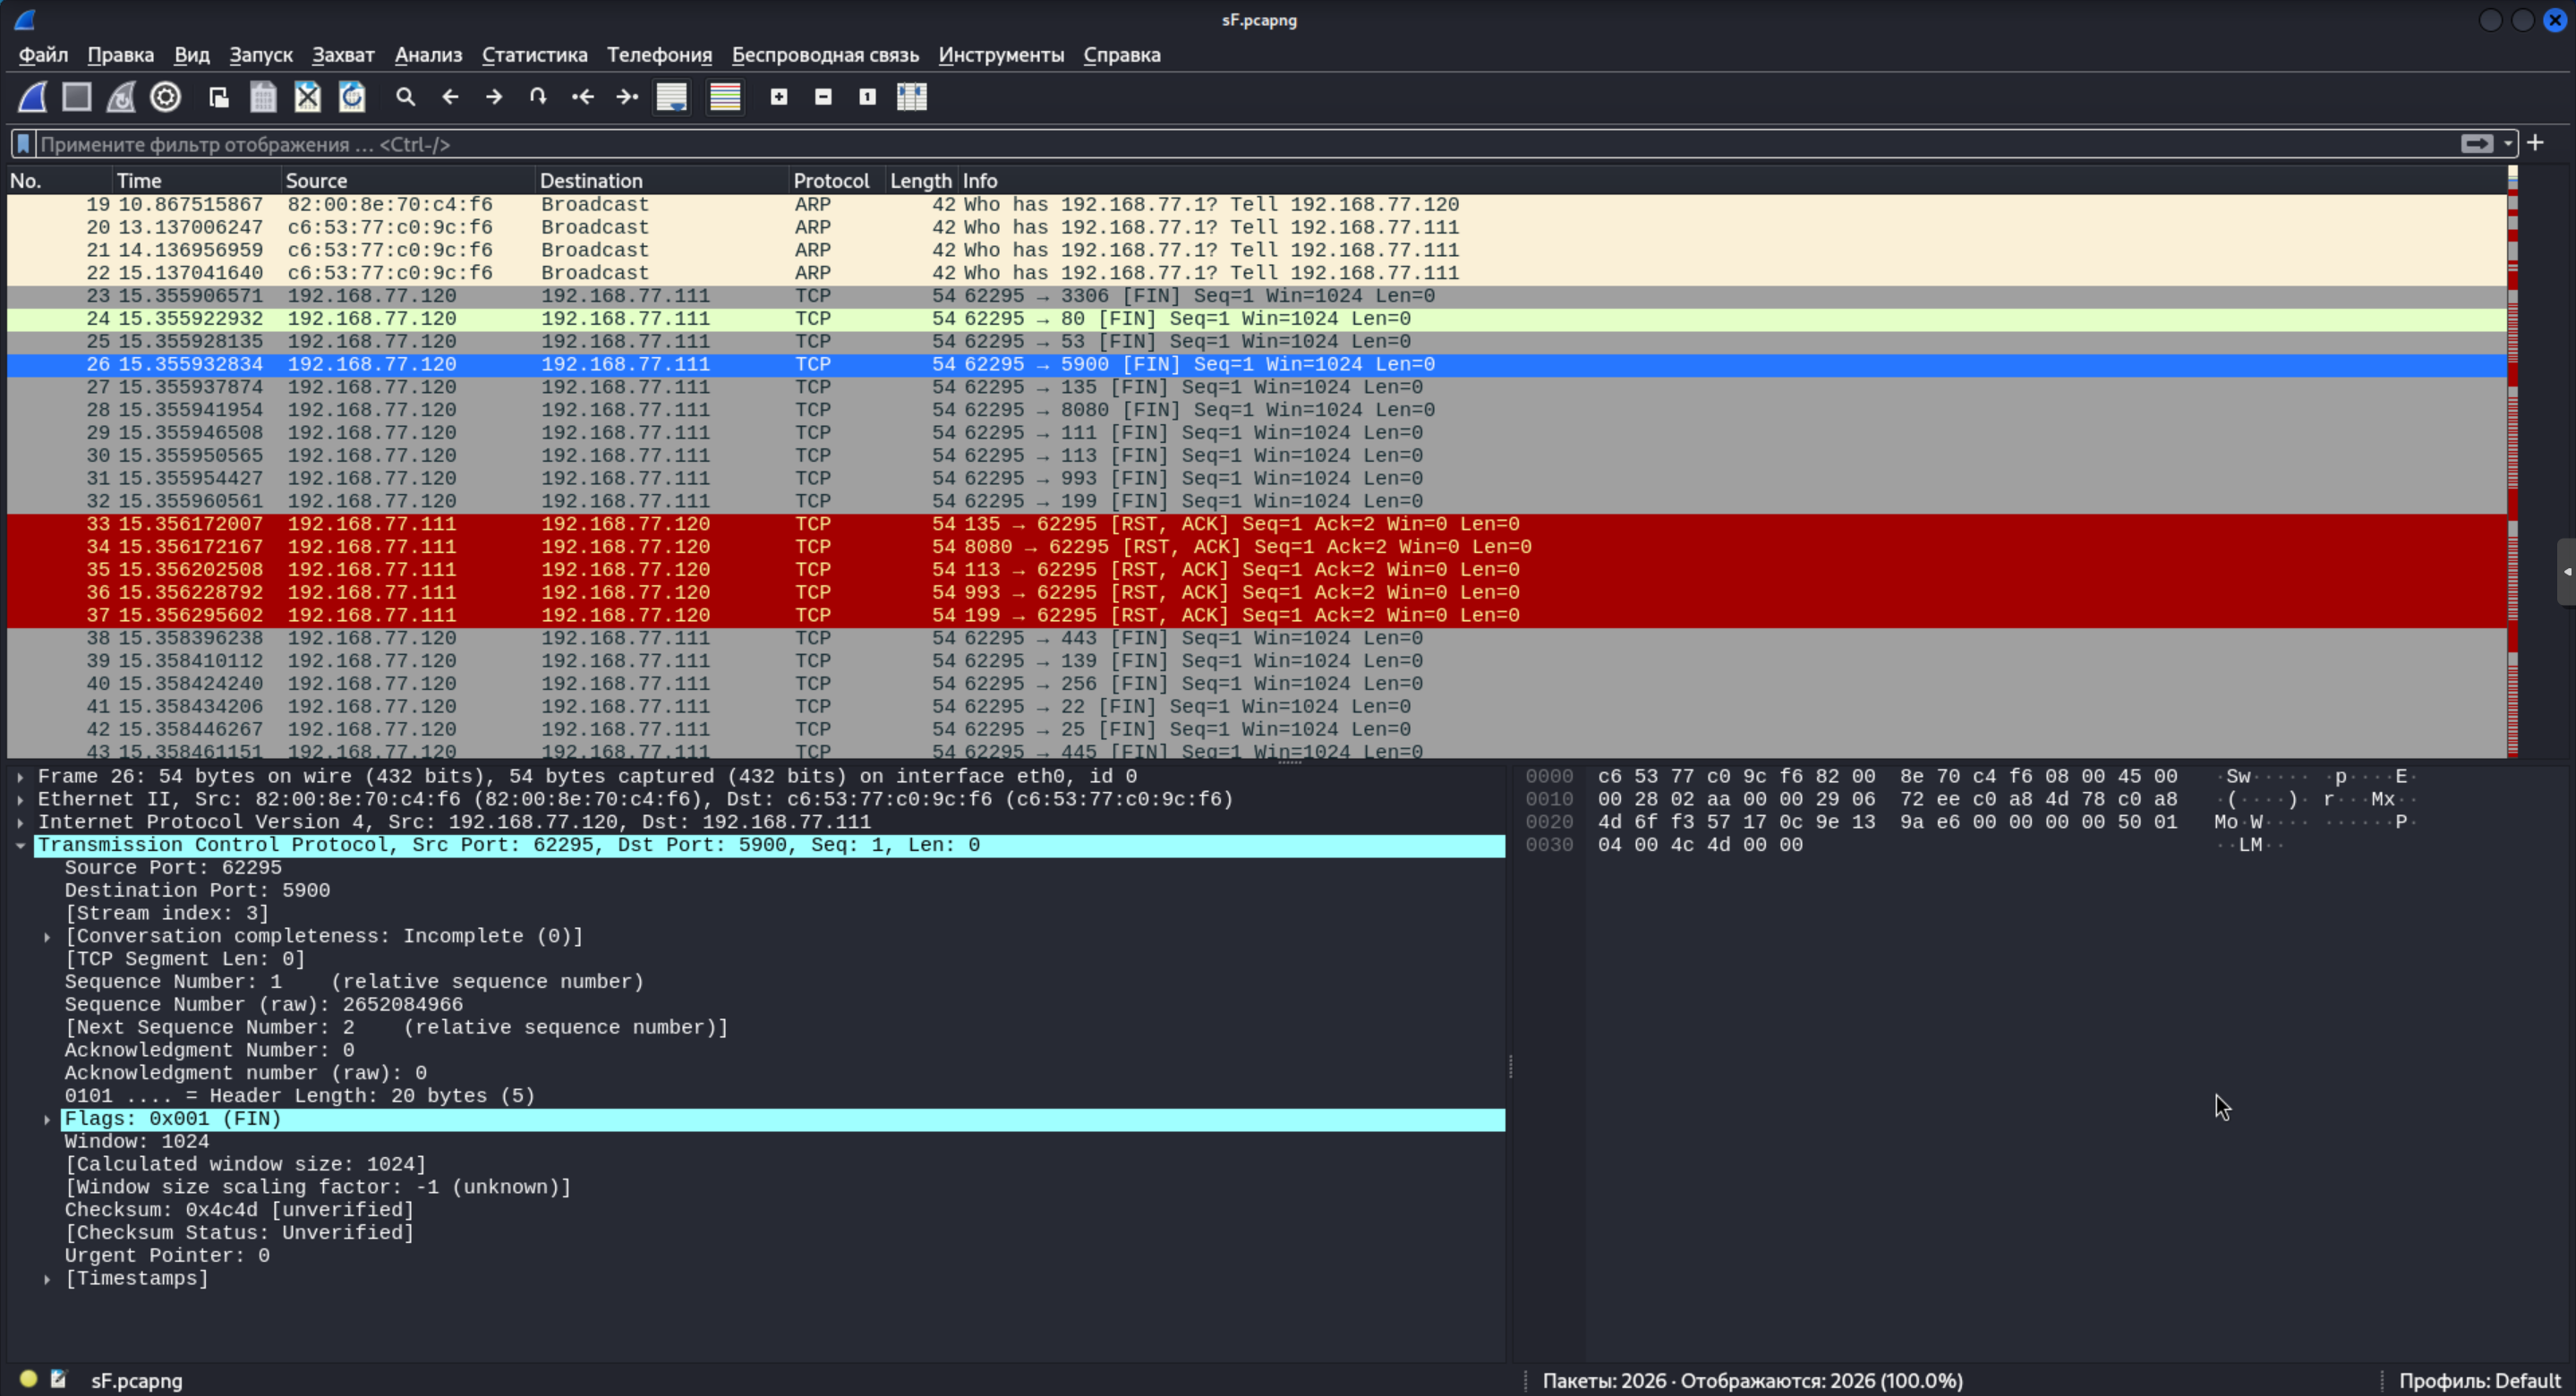 sF.pcapng
Файл Правка Вид Запуск Захват Анализ Статистика Телефония Беспроводная связь Инструменты Справка
Примените фильтр отображения … <Ctrl-/>
No. Time Source Destination Protocol Length Info
19 10.867515867 82:00:8e:70:c4:f6 Broadcast ARP 42 Who has 192.168.77.1? Tell 192.168.77.120
20 13.137006247 c6:53:77:c0:9c:f6 Broadcast ARP 42 Who has 192.168.77.1? Tell 192.168.77.111
21 14.136956959 c6:53:77:c0:9c:f6 Broadcast ARP 42 Who has 192.168.77.1? Tell 192.168.77.111
22 15.137041640 c6:53:77:c0:9c:f6 Broadcast ARP 42 Who has 192.168.77.1? Tell 192.168.77.111
23 15.355906571 192.168.77.120 192.168.77.111 TCP 54 62295 → 3306 [FIN] Seq=1 Win=1024 Len=0
24 15.355922932 192.168.77.120 192.168.77.111 TCP 54 62295 → 80 [FIN] Seq=1 Win=1024 Len=0
25 15.355928135 192.168.77.120 192.168.77.111 TCP 54 62295 → 53 [FIN] Seq=1 Win=1024 Len=0
26 15.355932834 192.168.77.120 192.168.77.111 TCP 54 62295 → 5900 [FIN] Seq=1 Win=1024 Len=0
27 15.355937874 192.168.77.120 192.168.77.111 TCP 54 62295 → 135 [FIN] Seq=1 Win=1024 Len=0
28 15.355941954 192.168.77.120 192.168.77.111 TCP 54 62295 → 8080 [FIN] Seq=1 Win=1024 Len=0
29 15.355946508 192.168.77.120 192.168.77.111 TCP 54 62295 → 111 [FIN] Seq=1 Win=1024 Len=0
30 15.355950565 192.168.77.120 192.168.77.111 TCP 54 62295 → 113 [FIN] Seq=1 Win=1024 Len=0
31 15.355954427 192.168.77.120 192.168.77.111 TCP 54 62295 → 993 [FIN] Seq=1 Win=1024 Len=0
32 15.355960561 192.168.77.120 192.168.77.111 TCP 54 62295 → 199 [FIN] Seq=1 Win=1024 Len=0
33 15.356172007 192.168.77.111 192.168.77.120 TCP 54 135 → 62295 [RST, ACK] Seq=1 Ack=2 Win=0 Len=0
34 15.356172167 192.168.77.111 192.168.77.120 TCP 54 8080 → 62295 [RST, ACK] Seq=1 Ack=2 Win=0 Len=0
35 15.356202508 192.168.77.111 192.168.77.120 TCP 54 113 → 62295 [RST, ACK] Seq=1 Ack=2 Win=0 Len=0
36 15.356228792 192.168.77.111 192.168.77.120 TCP 54 993 → 62295 [RST, ACK] Seq=1 Ack=2 Win=0 Len=0
37 15.356295602 192.168.77.111 192.168.77.120 TCP 54 199 → 62295 [RST, ACK] Seq=1 Ack=2 Win=0 Len=0
38 15.358396238 192.168.77.120 192.168.77.111 TCP 54 62295 → 443 [FIN] Seq=1 Win=1024 Len=0
39 15.358410112 192.168.77.120 192.168.77.111 TCP 54 62295 → 139 [FIN] Seq=1 Win=1024 Len=0
40 15.358424240 192.168.77.120 192.168.77.111 TCP 54 62295 → 256 [FIN] Seq=1 Win=1024 Len=0
41 15.358434206 192.168.77.120 192.168.77.111 TCP 54 62295 → 22 [FIN] Seq=1 Win=1024 Len=0
42 15.358446267 192.168.77.120 192.168.77.111 TCP 54 62295 → 25 [FIN] Seq=1 Win=1024 Len=0
43 15.358461151 192.168.77.120 192.168.77.111 TCP 54 62295 → 445 [FIN] Seq=1 Win=1024 Len=0
Frame 26: 54 bytes on wire (432 bits), 54 bytes captured (432 bits) on interface eth0, id 0
Ethernet II, Src: 82:00:8e:70:c4:f6 (82:00:8e:70:c4:f6), Dst: c6:53:77:c0:9c:f6 (c6:53:77:c0:9c:f6)
Internet Protocol Version 4, Src: 192.168.77.120, Dst: 192.168.77.111
Transmission Control Protocol, Src Port: 62295, Dst Port: 5900, Seq: 1, Len: 0
Source Port: 62295
Destination Port: 5900
[Stream index: 3]
[Conversation completeness: Incomplete (0)]
[TCP Segment Len: 0]
Sequence Number: 1 (relative sequence number)
Sequence Number (raw): 2652084966
[Next Sequence Number: 2 (relative sequence number)]
Acknowledgment Number: 0
Acknowledgment number (raw): 0
0101 .... = Header Length: 20 bytes (5)
Flags: 0x001 (FIN)
Window: 1024
[Calculated window size: 1024]
[Window size scaling factor: -1 (unknown)]
Checksum: 0x4c4d [unverified]
[Checksum Status: Unverified]
Urgent Pointer: 0
[Timestamps]
0000 c6 53 77 c0 9c f6 82 00 8e 70 c4 f6 08 00 45 00 ·Sw····· ·p····E·
0010 00 28 02 aa 00 00 29 06 72 ee c0 a8 4d 78 c0 a8 ·(····)· r···Mx··
0020 4d 6f f3 57 17 0c 9e 13 9a e6 00 00 00 00 50 01 Mo·W···· ······P·
0030 04 00 4c 4d 00 00 ··LM··
sF.pcapng
Пакеты: 2026 · Отображаются: 2026 (100.0%)
Профиль: Default